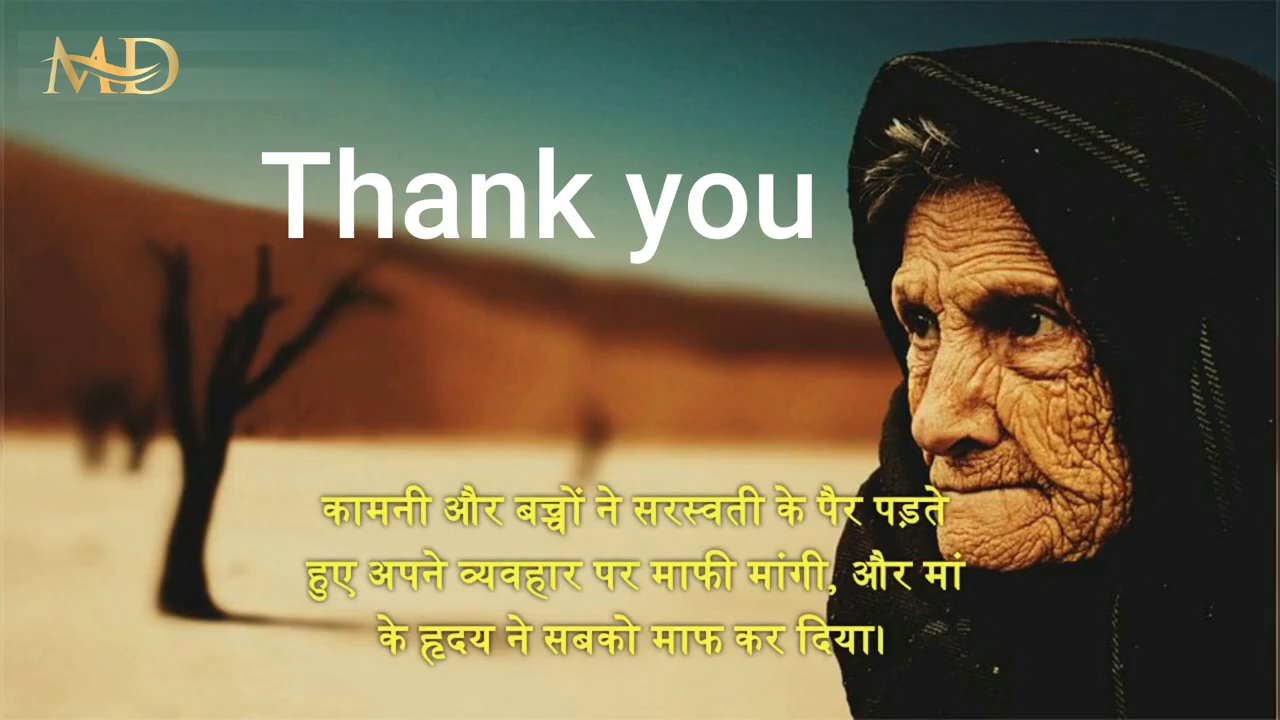 MD
Thank you
कामनी और बच्चों ने सरस्वती के पैर पड़ते
हुए अपने व्यवहार पर माफी मांगी, और मां
के हृदय ने सबको माफ कर दिया।